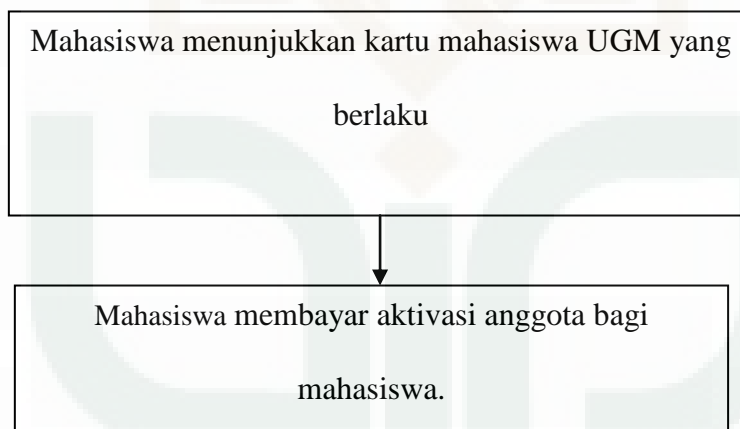 Mahasiswa menunjukkan kartu mahasiswa UGM yang
berlaku
Mahasiswa membayar aktivasi anggota bagi
mahasiswa.